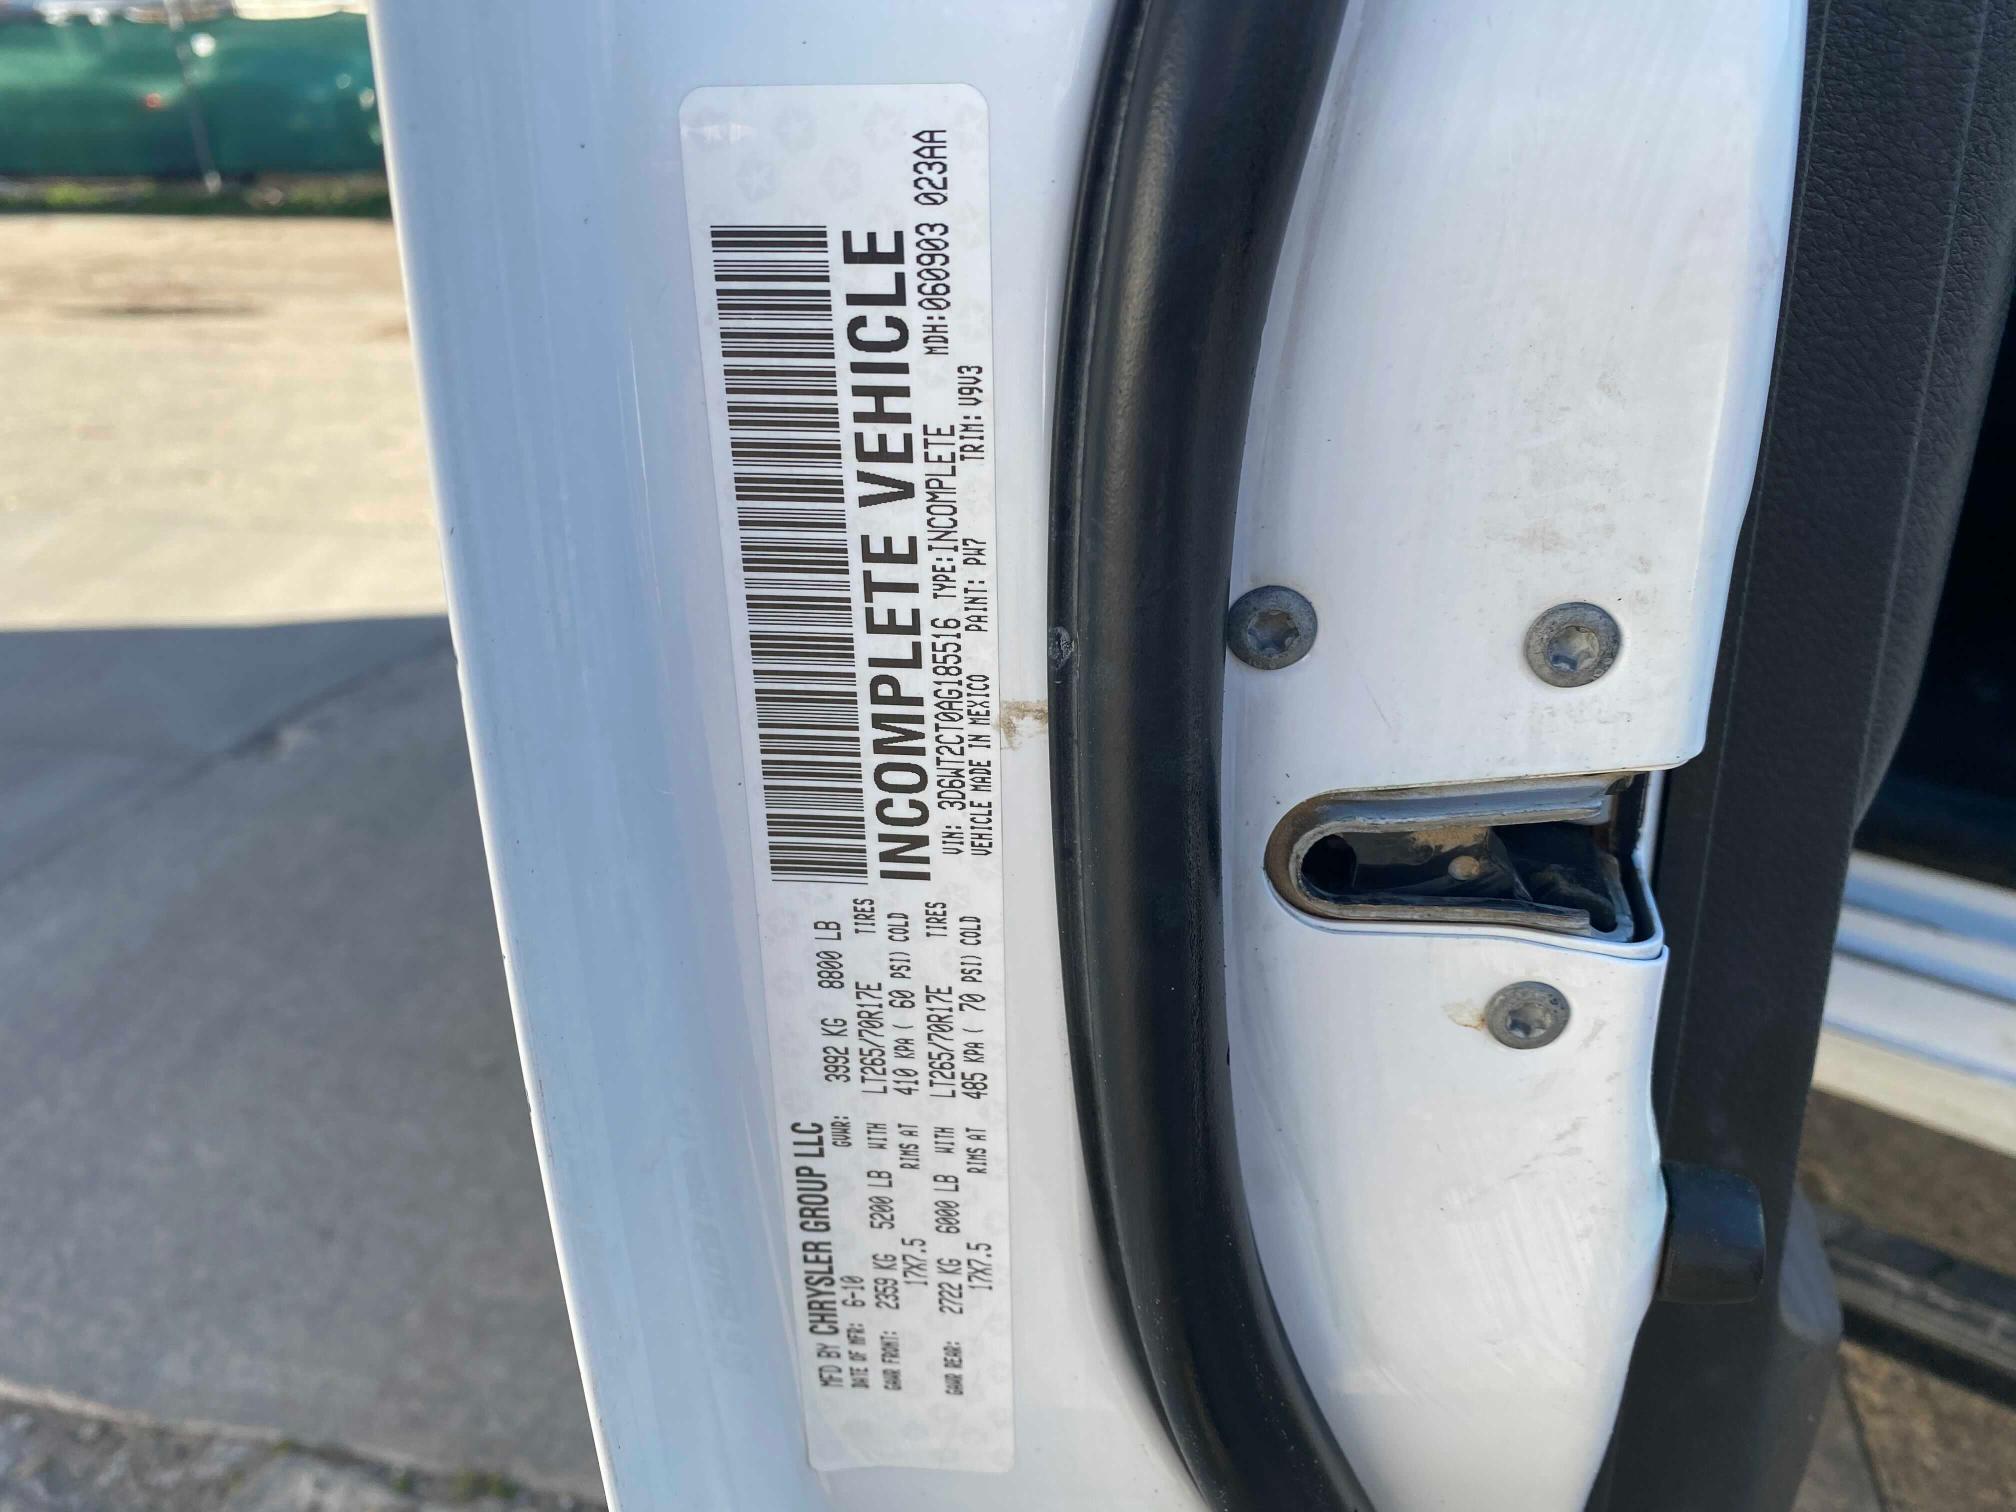 MFD BY CHRYSLER GROUP LLC
DATE OF MFR: 6-10 GVWR: 3992 KG 8800 LB
GAWR FRONT: 2359 KG 5200 LB WITH LT265/70R17E TIRES
17X7.5 RIMS AT 410 KPA ( 60 PSI) COLD
GAWR REAR: 2722 KG 6000 LB WITH LT265/70R17E TIRES
17X7.5 RIMS AT 485 KPA ( 70 PSI) COLD
INCOMPLETE VEHICLE
VIN: 3D6WT2CT0AG185516 TYPE:INCOMPLETE MDH:060903 023AA
VEHICLE MADE IN MEXICO PAINT: PW7 TRIM: V9V3